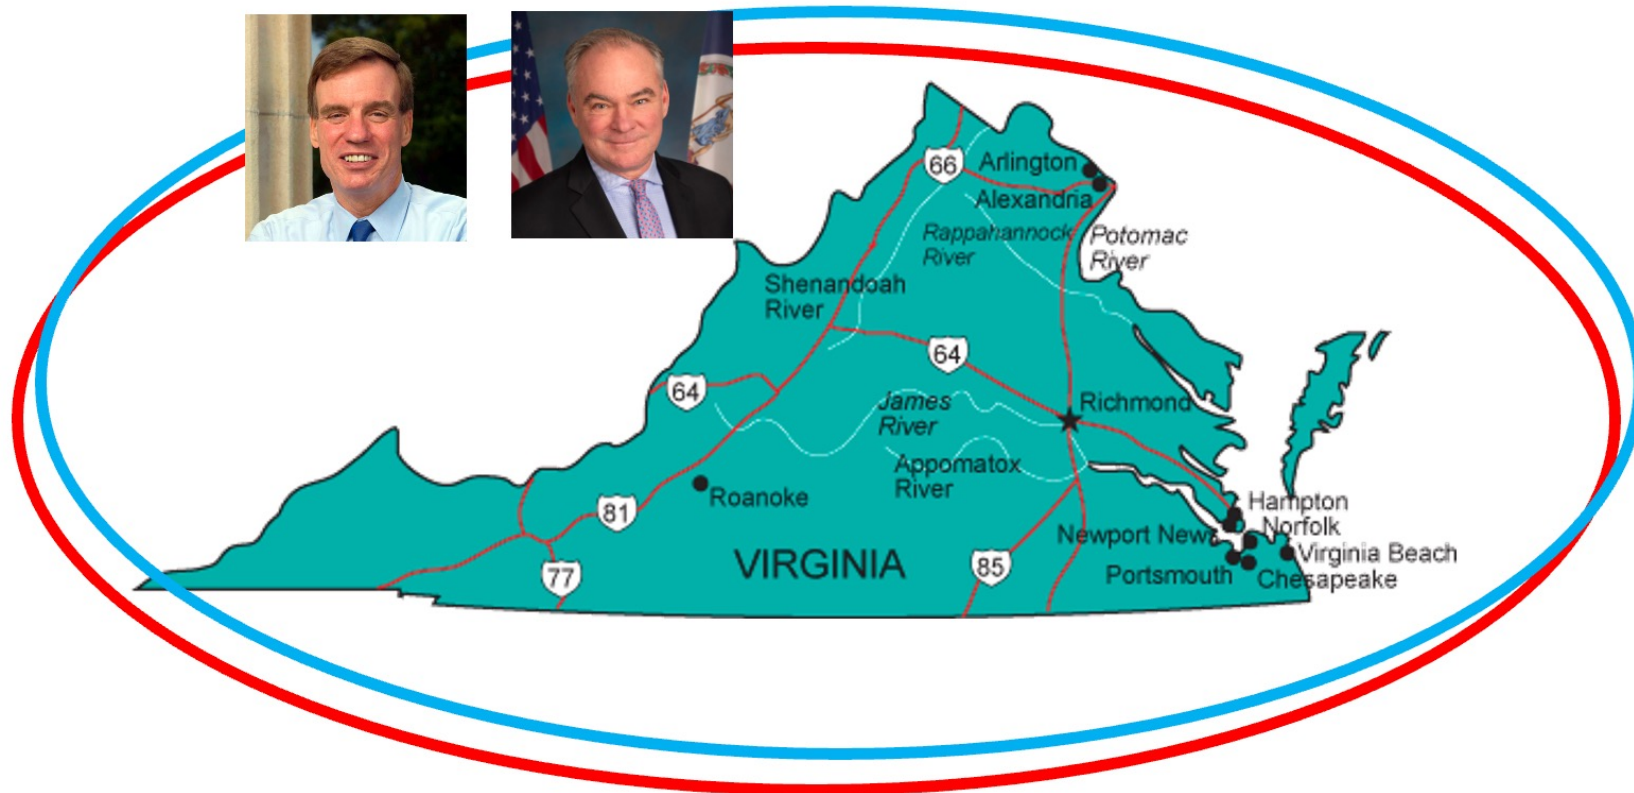 66
Arlington
Alexandria
Rappahannock
River
Potomac
River
Shenandoah
River
64
64
James
River
Richmond
Appomatox
River
Roanoke
81
Hampton
Norfolk
Newport News
Virginia Beach
VIRGINIA
77
85
Portsmouth
Chesapeake